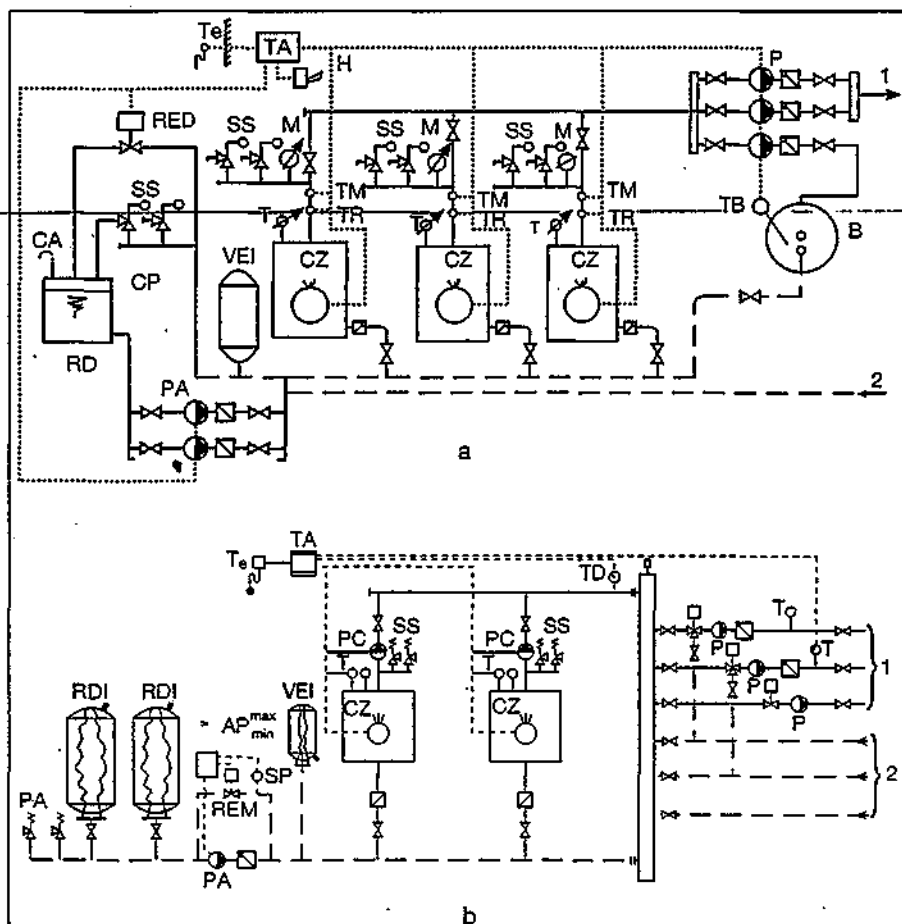 Te TA
H P 1
RED SS M SS M SS M
SS TM TM TM
T TR T TR T TR TB
CA VEI CZ CZ CZ B
CP
RD
PA 2
a
TA
Te TD
PC SS PC SS T
P T
RDI RDI VEI P 1
AP max min CZ CZ P
SP 2
PA REM
PA
b